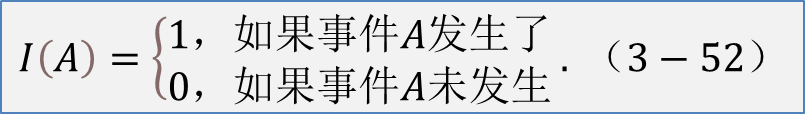 I(A) = {1，如果事件A发生了
0，如果事件A未发生 . （3 − 52）